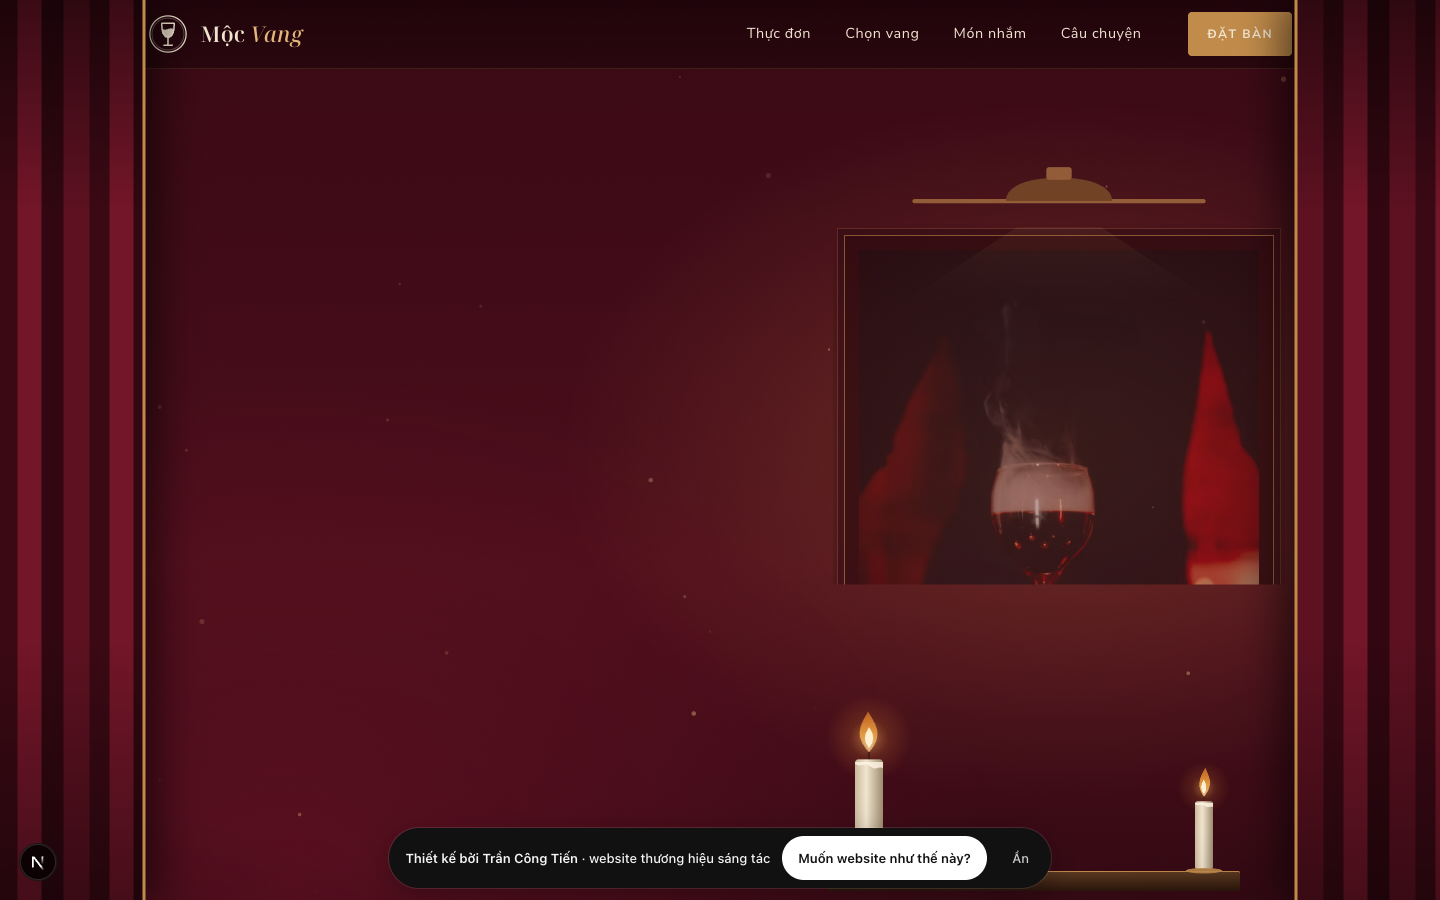 Mộc Vang
Thực đơn
Chọn vang
Món nhắm
Câu chuyện
ĐẶT BÀN
Thiết kế bởi Trần Công Tiến · website thương hiệu sáng tác
Muốn website như thế này?
Ẩn
N